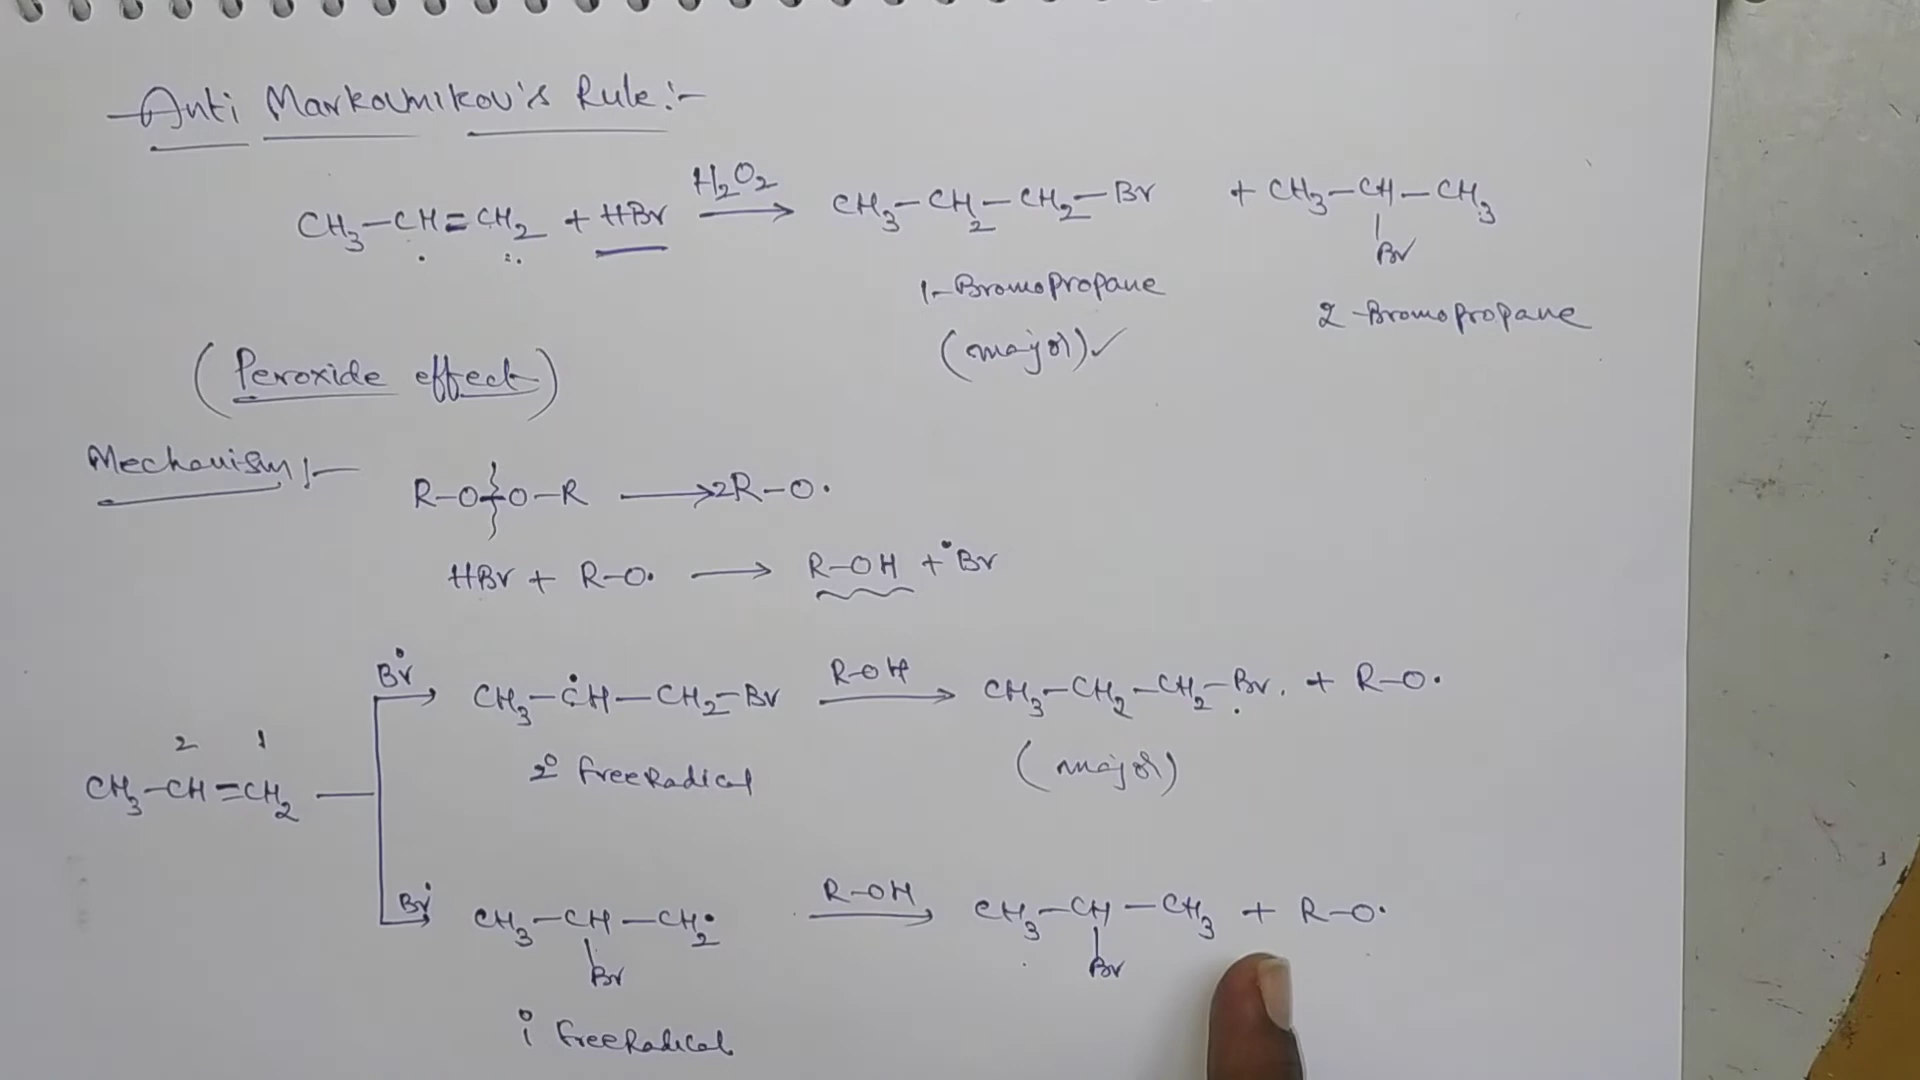 Anti Markovnikov's Rule:-
CH3-CH=CH2 + HBr H2O2 → CH3-CH2-CH2-Br + CH3-CH-CH3
Br
1-Bromopropane
2-Bromopropane
(major)✓
(Peroxide effect)
Mechanism:-
R-O-O-R → 2R-O•
HBr + R-O• → R-OH + •Br
Br• CH3-ĊH-CH2-Br R-OH → CH3-CH2-CH2-Br. + R-O•
2° free Radical
(major)
2 1
CH3-CH=CH2
Br• CH3-CH-CH2• R-OH → CH3-CH-CH3 + R-O•
Br Br
1° free Radical